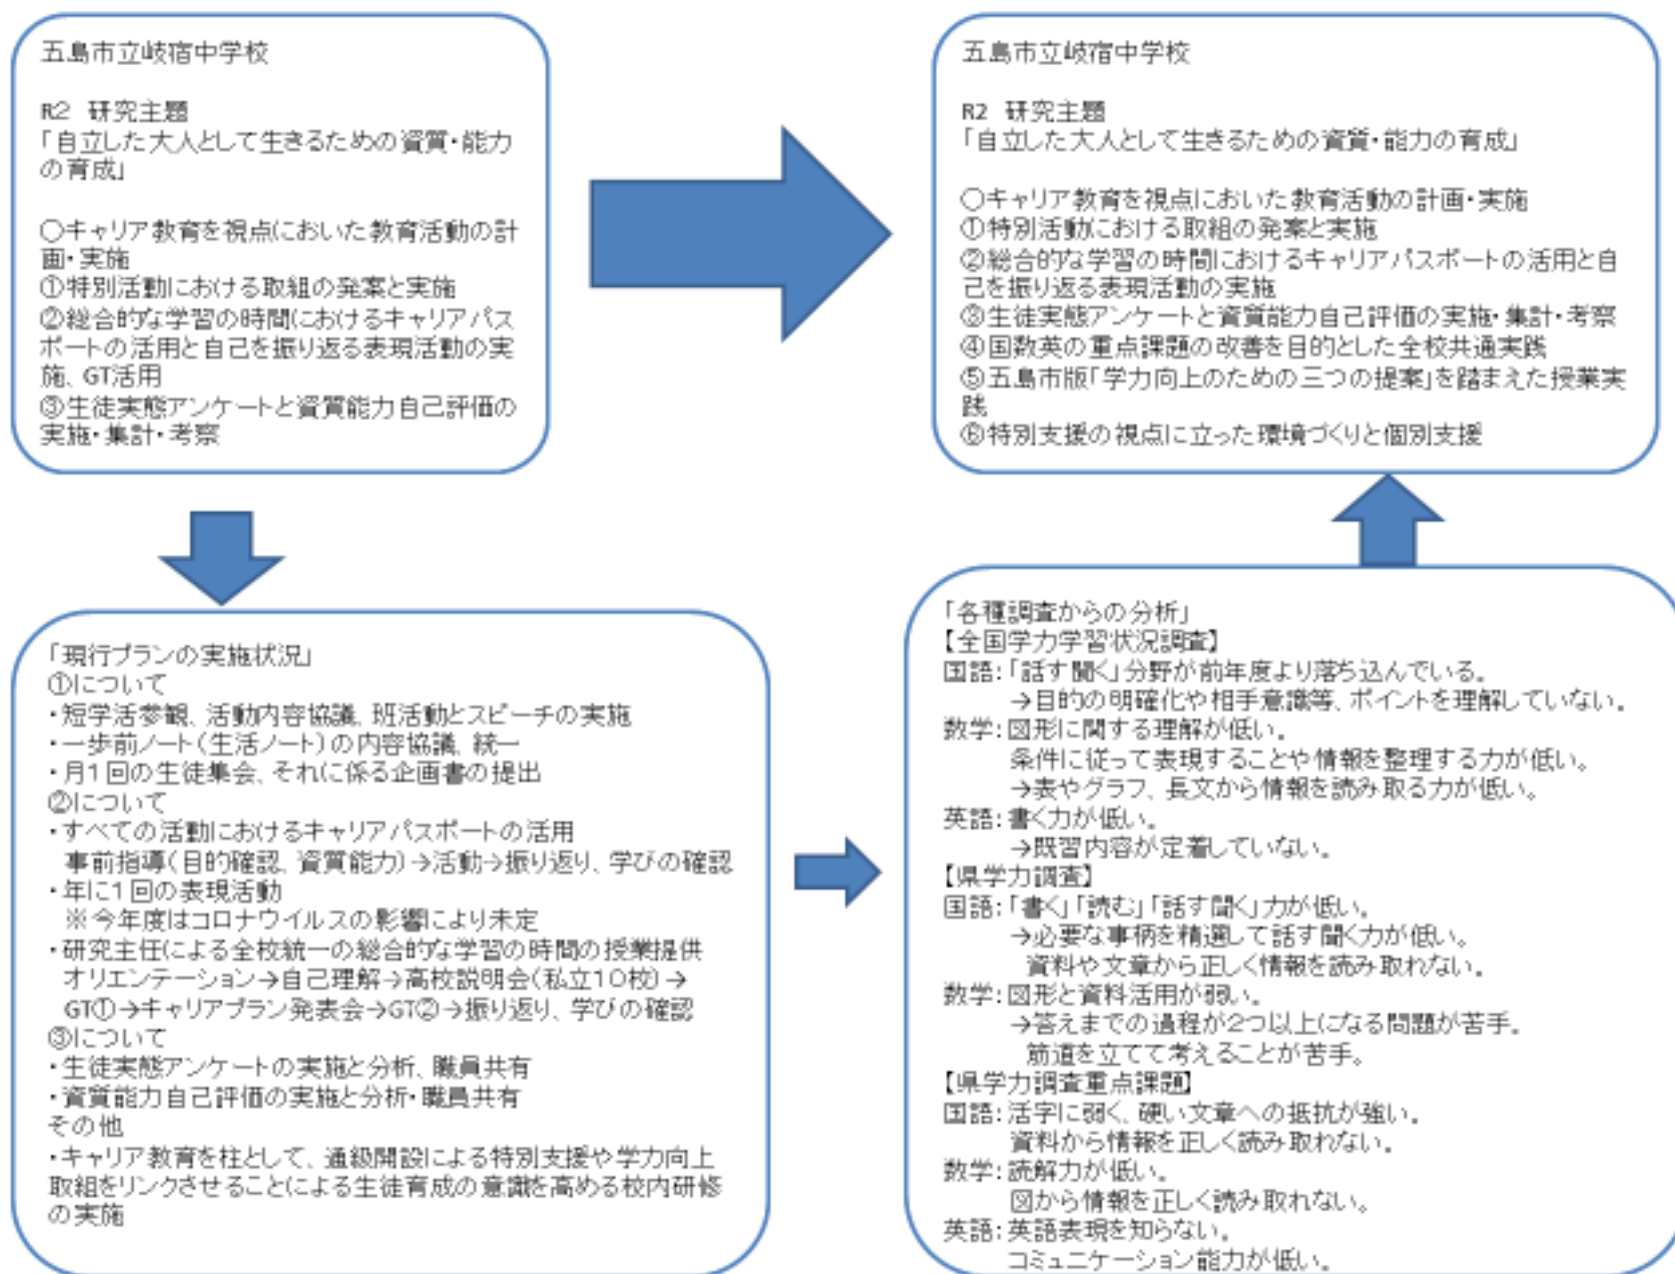 五島市立岐宿中学校
R2 研究主題
「自立した大人として生きるための資質・能力
の育成」
○キャリア教育を視点においた教育活動の計
画・実施
①特別活動における取組の発案と実施
②総合的な学習の時間におけるキャリアパス
ポートの活用と自己を振り返る表現活動の実
施、GT活用
③生徒実態アンケートと資質能力自己評価の
実施・集計・考察
五島市立岐宿中学校
R2 研究主題
「自立した大人として生きるための資質・能力の育成」
○キャリア教育を視点においた教育活動の計画・実施
①特別活動における取組の発案と実施
②総合的な学習の時間におけるキャリアパスポートの活用と自
己を振り返る表現活動の実施
③生徒実態アンケートと資質能力自己評価の実施・集計・考察
④国数英の重点課題の改善を目的とした全校共通実践
⑤五島市版「学力向上のための三つの提案」を踏まえた授業実
践
⑥特別支援の視点に立った環境づくりと個別支援
「現行プランの実施状況」
①について
・短学活参観、活動内容協議、班活動とスピーチの実施
・一歩前ノート(生活ノート)の内容協議、統一
・月1回の生徒集会、それに係る企画書の提出
②について
・すべての活動におけるキャリアパスポートの活用
事前指導(目的確認、資質能力)→活動→振り返り、学びの確認
・年に1回の表現活動
※今年度はコロナウイルスの影響により未定
・研究主任による全校統一の総合的な学習の時間の授業提供
オリエンテーション→自己理解→高校説明会(私立10校)→
GT①→キャリアプラン発表会→GT②→振り返り、学びの確認
③について
・生徒実態アンケートの実施と分析、職員共有
・資質能力自己評価の実施と分析・職員共有
その他
・キャリア教育を柱として、通級開設による特別支援や学力向上
取組をリンクさせることによる生徒育成の意識を高める校内研修
の実施
「各種調査からの分析」
【全国学力学習状況調査】
国語:「話す聞く」分野が前年度より落ち込んでいる。
→目的の明確化や相手意識等、ポイントを理解していない。
数学:図形に関する理解が低い。
条件に従って表現することや情報を整理する力が低い。
→表やグラフ、長文から情報を読み取る力が低い。
英語:書く力が低い。
→既習内容が定着していない。
【県学力調査】
国語:「書く」「読む」「話す聞く」力が低い。
→必要な事柄を精選して話す聞く力が低い。
資料や文章から正しく情報を読み取れない。
数学:図形と資料活用が弱い。
→答えまでの過程が2つ以上になる問題が苦手。
筋道を立てて考えることが苦手。
【県学力調査重点課題】
国語:活字に弱く、硬い文章への抵抗が強い。
資料から情報を正しく読み取れない。
数学:読解力が低い。
図から情報を正しく読み取れない。
英語:英語表現を知らない。
コミュニケーション能力が低い。